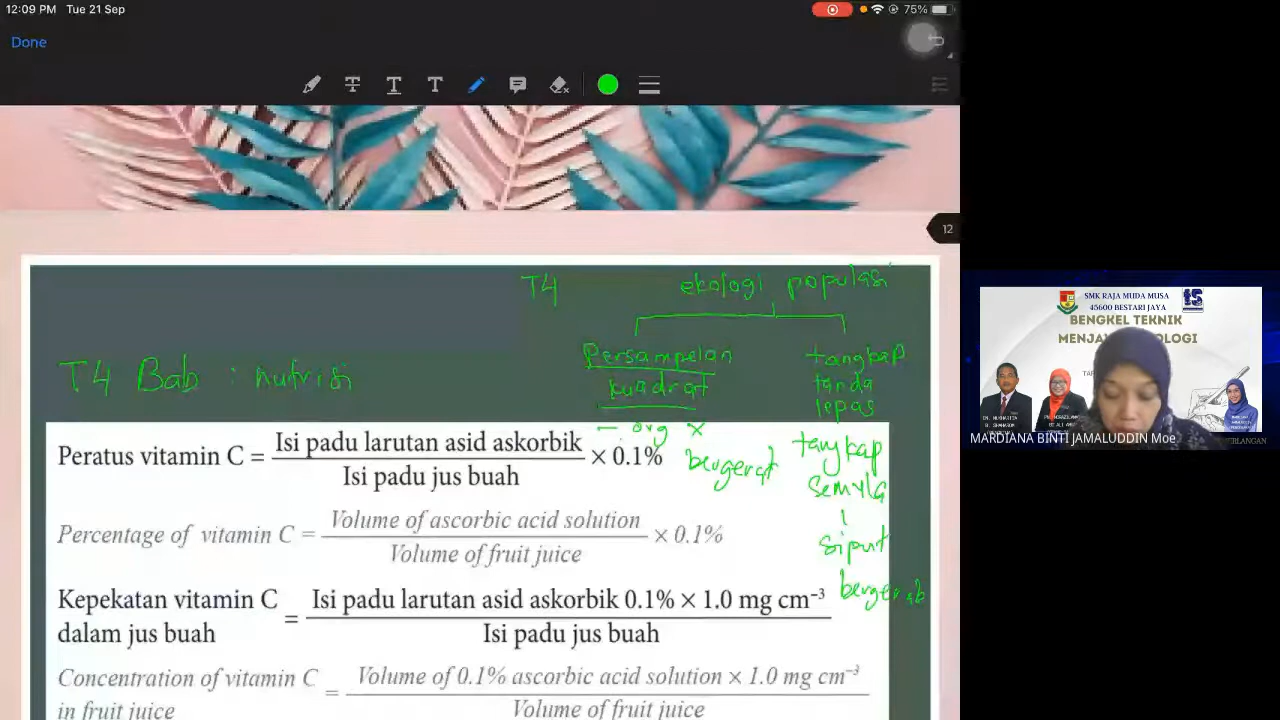 12:09 PM Tue 21 Sep
75%
Done
12
T4 ekologi populasi
T4 Bab : nutrisi
Persampelan
kuadrat
- org x
bergerak
tangkap
tanda
lepas
tangkap
semula
siput
bergerak
Peratus vitamin C = Isi padu larutan asid askorbik / Isi padu jus buah × 0.1%
Percentage of vitamin C = Volume of ascorbic acid solution / Volume of fruit juice × 0.1%
Kepekatan vitamin C dalam jus buah = Isi padu larutan asid askorbik 0.1% × 1.0 mg cm⁻³ / Isi padu jus buah
Concentration of vitamin C in fruit juice = Volume of 0.1% ascorbic acid solution × 1.0 mg cm⁻³ / Volume of fruit juice
SMK RAJA MUDA MUSA
45600 BESTARI JAYA
ts
BENGKEL TEKNIK
MENJA
MARDIANA BINTI JAMALUDDIN Moe